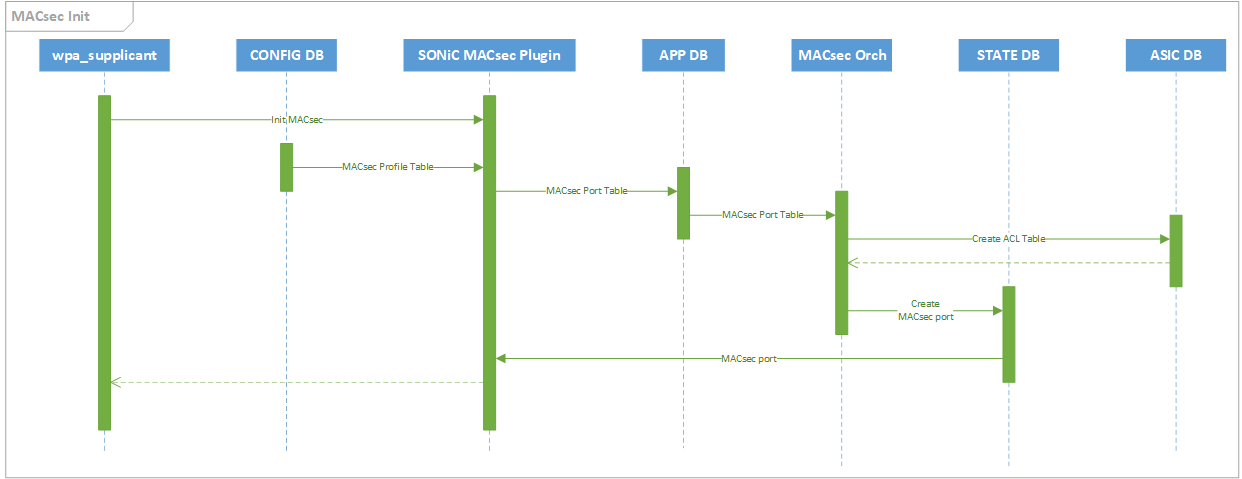 MACsec Init
wpa_supplicant
CONFIG DB
SONiC MACsec Plugin
APP DB
MACsec Orch
STATE DB
ASIC DB
Init MACsec
MACsec Profile Table
MACsec Port Table
MACsec Port Table
Create ACL Table
Create
MACsec port
MACsec port